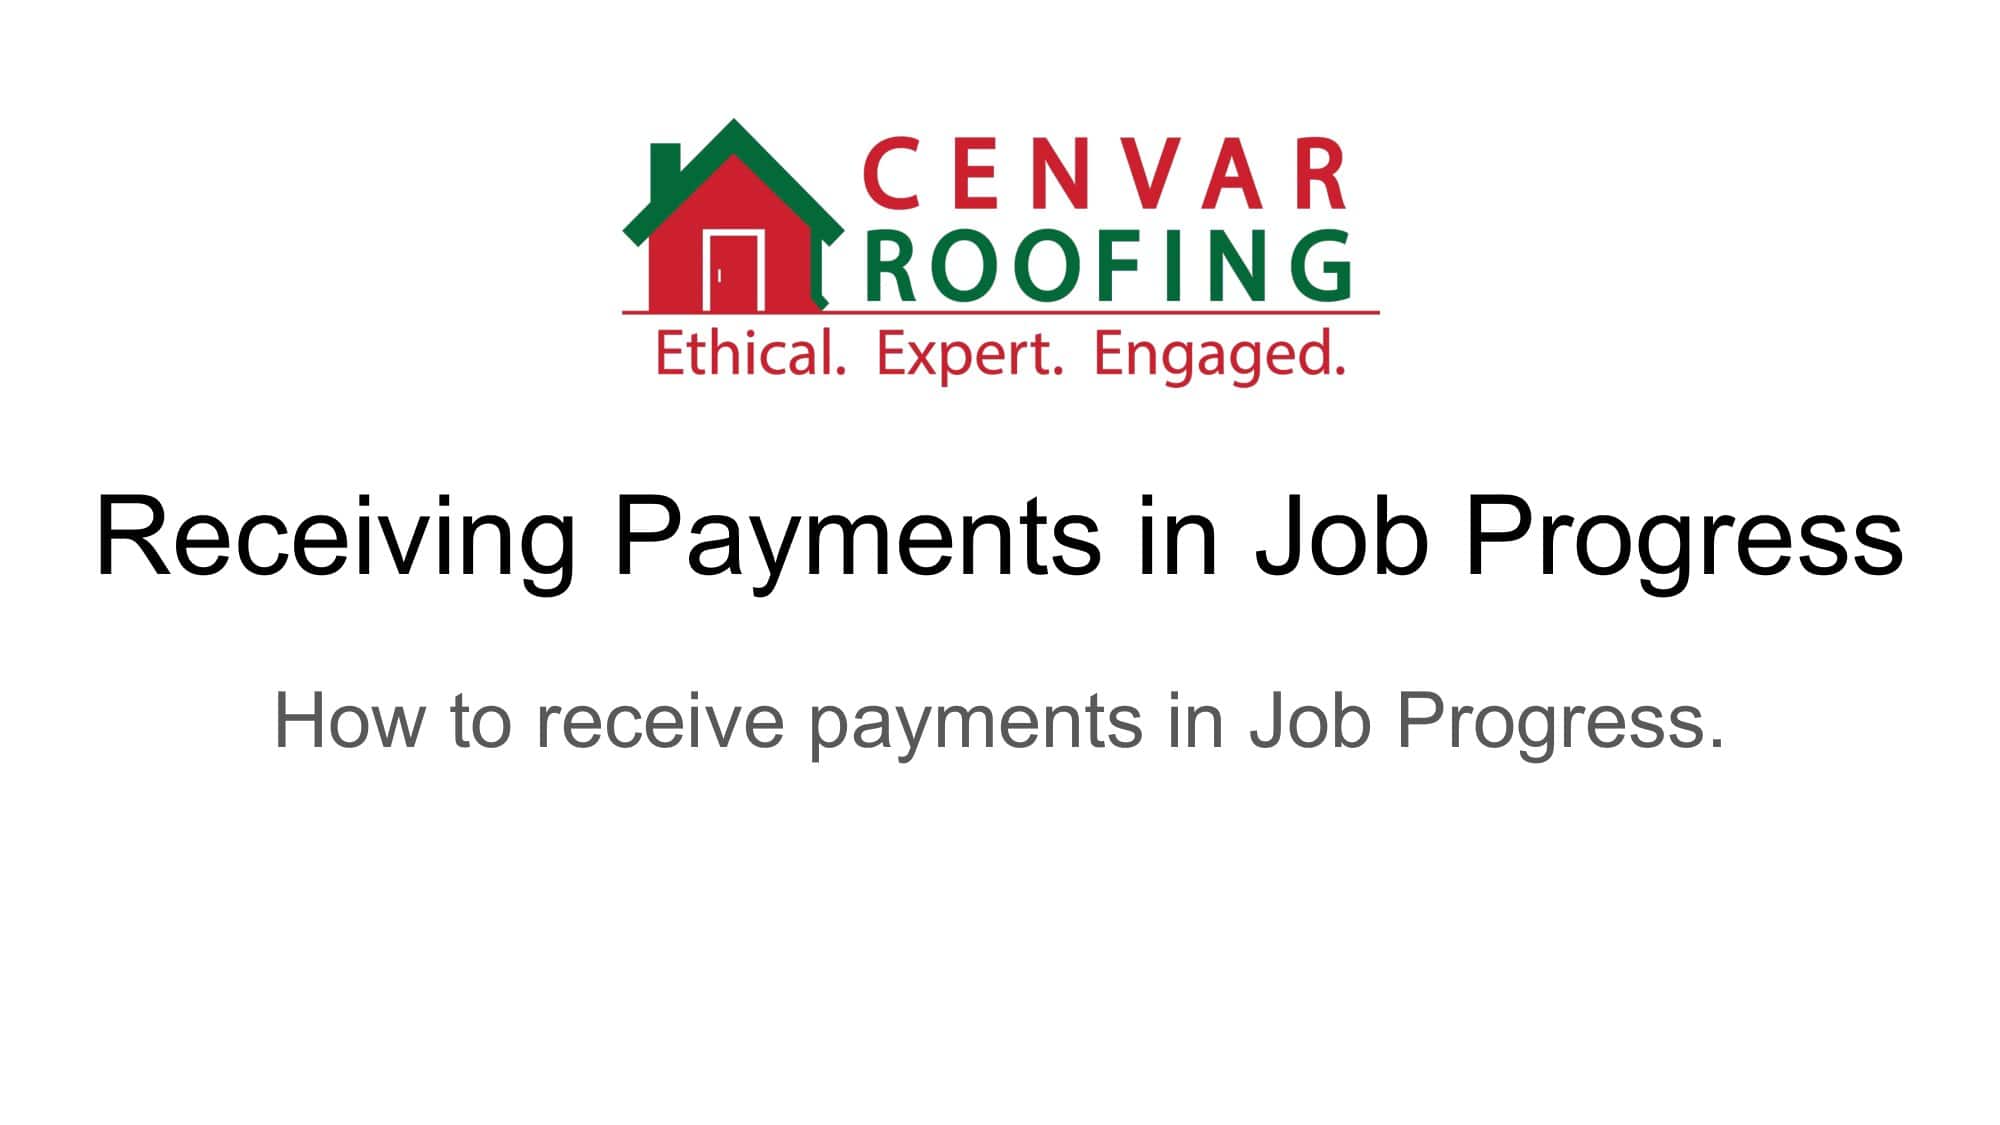 CENVAR
ROOFING
Ethical. Expert. Engaged.
Receiving Payments in Job Progress
How to receive payments in Job Progress.